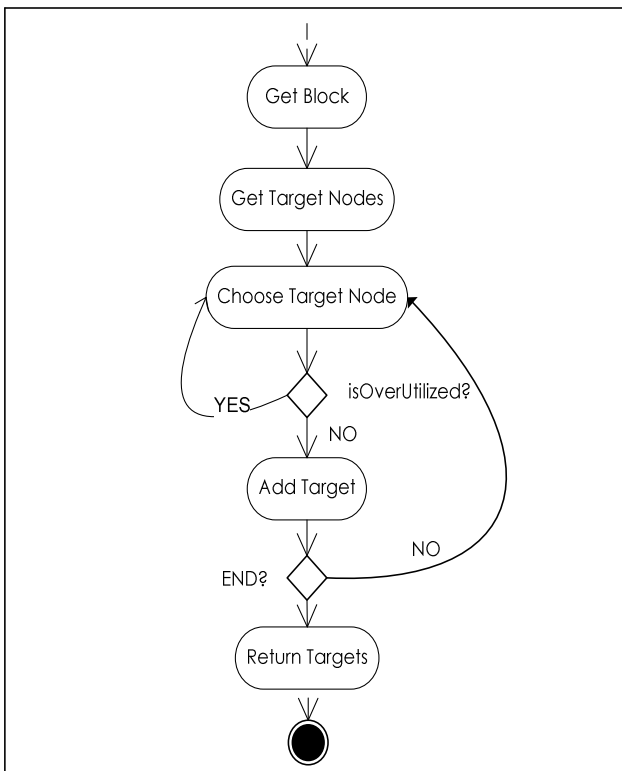 Get Block
Get Target Nodes
Choose Target Node
isOverUtilized?
YES
NO
Add Target
NO
END?
Return Targets